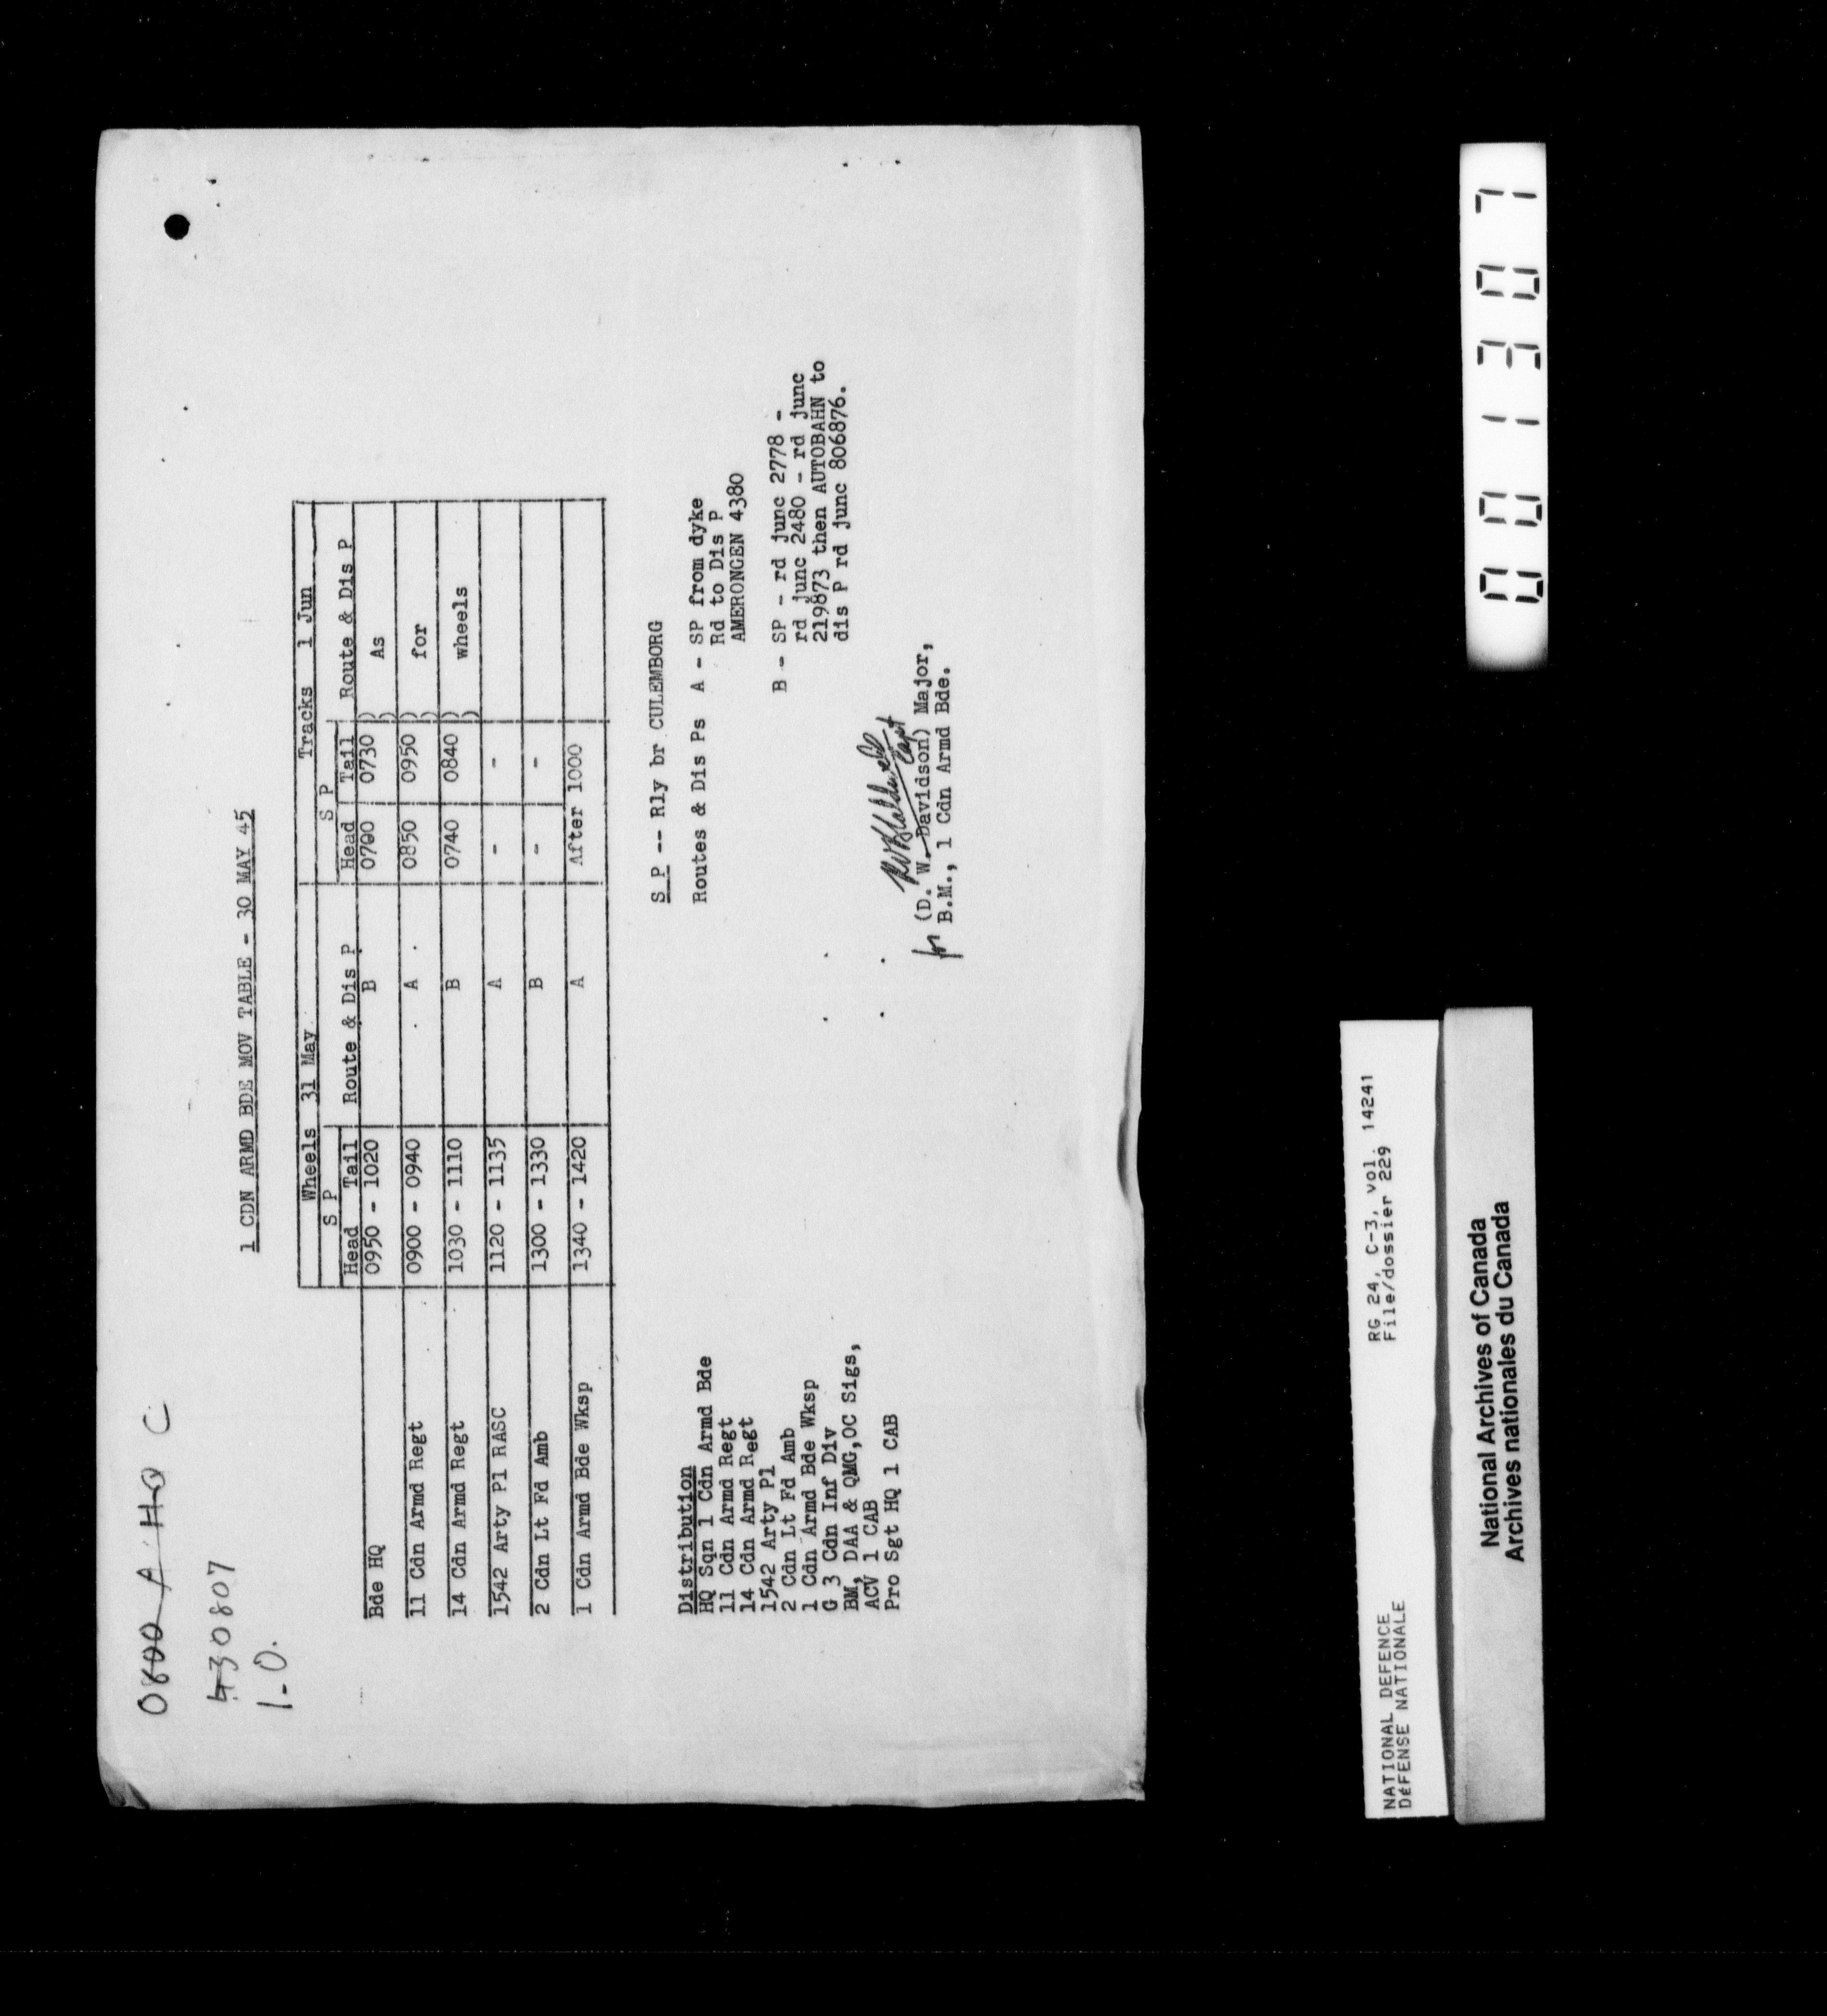 0800 A HQ C
430807
1-0.
1 CDN ARMD BDE MOV TABLE - 30 MAY 45
Wheels 31 May Tracks 1 Jun
S P S P
Head Tail Route & Dis P Head Tail Route & Dis P
Bde HQ 0950 - 1020 B 0700 0730 ) As
11 Cdn Armd Regt 0900 - 0940 A 0850 0950 ) for
14 Cdn Armd Regt 1030 - 1110 B 0740 0840 ) wheels
1542 Arty Pl RASC 1120 - 1135 A - -
2 Cdn Lt Fd Amb 1300 - 1330 B - -
1 Cdn Armd Bde Wksp 1340 - 1420 A After 1000
S P -- Rly br CULEMBORG
Routes & Dis Ps A - SP from dyke
Rd to Dis P
AMERONGEN 4380
B - SP - rd junc 2778 -
rd junc 2480 - rd junc
219873 then AUTOBAHN to
dis P rd junc 806876.
Distribution
HQ Sqn 1 Cdn Armd Bde
11 Cdn Armd Regt
14 Cdn Armd Regt
1542 Arty Pl
2 Cdn Lt Fd Amb
1 Cdn Armd Bde Wksp
G 3 Cdn Inf Div
BM, DAA & QMG, OC Sigs,
ACV 1 CAB
Pro Sgt HQ 1 CAB
Capt
for (D. W. Davidson) Major,
B.M., 1 Cdn Armd Bde.
NATIONAL DEFENCE RG 24, C-3, vol. 14241
DéFENSE NATIONALE File/dossier 229
National Archives of Canada
Archives nationales du Canada
001307